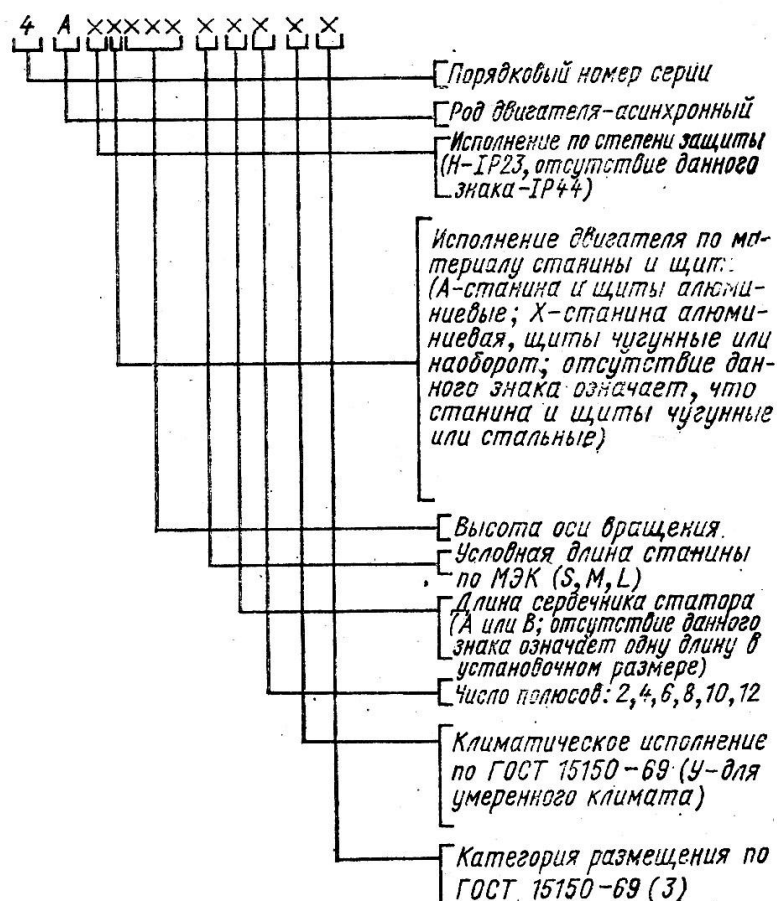 4 А ××××× × × × × ×
Порядковый номер серии
Род двигателя-асинхронный
Исполнение по степени защиты
(Н-IP23, отсутствие данного
знака-IP44)
Исполнение двигателя по ма-
териалу станины и щит
(А-станина и щиты алюми-
ниевые; Х-станина алюми-
ниевая, щиты чугунные или
наоборот; отсутствие дан-
ного знака означает, что
станина и щиты чугунные
или стальные)
Высота оси вращения.
Условная длина станины
по МЭК (S, M, L)
Длина сердечника статора
(А или В; отсутствие данного
знака означает одну длину в
установочном размере)
Число полюсов: 2,4,6,8,10,12
Климатическое исполнение
по ГОСТ 15150-69 (У-для
умеренного климата)
Категория размещения по
ГОСТ 15150-69 (3)